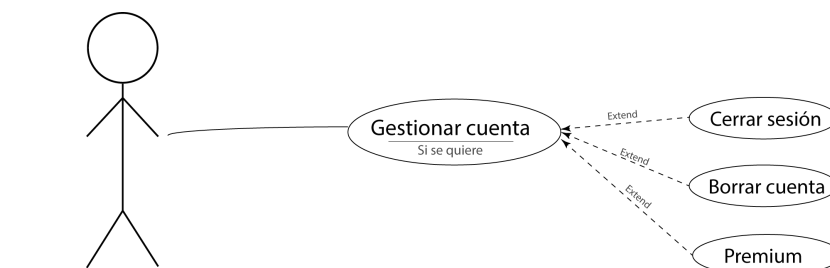 Gestionar cuenta
Si se quiere
Extend
Cerrar sesión
Extend
Borrar cuenta
Extend
Premium